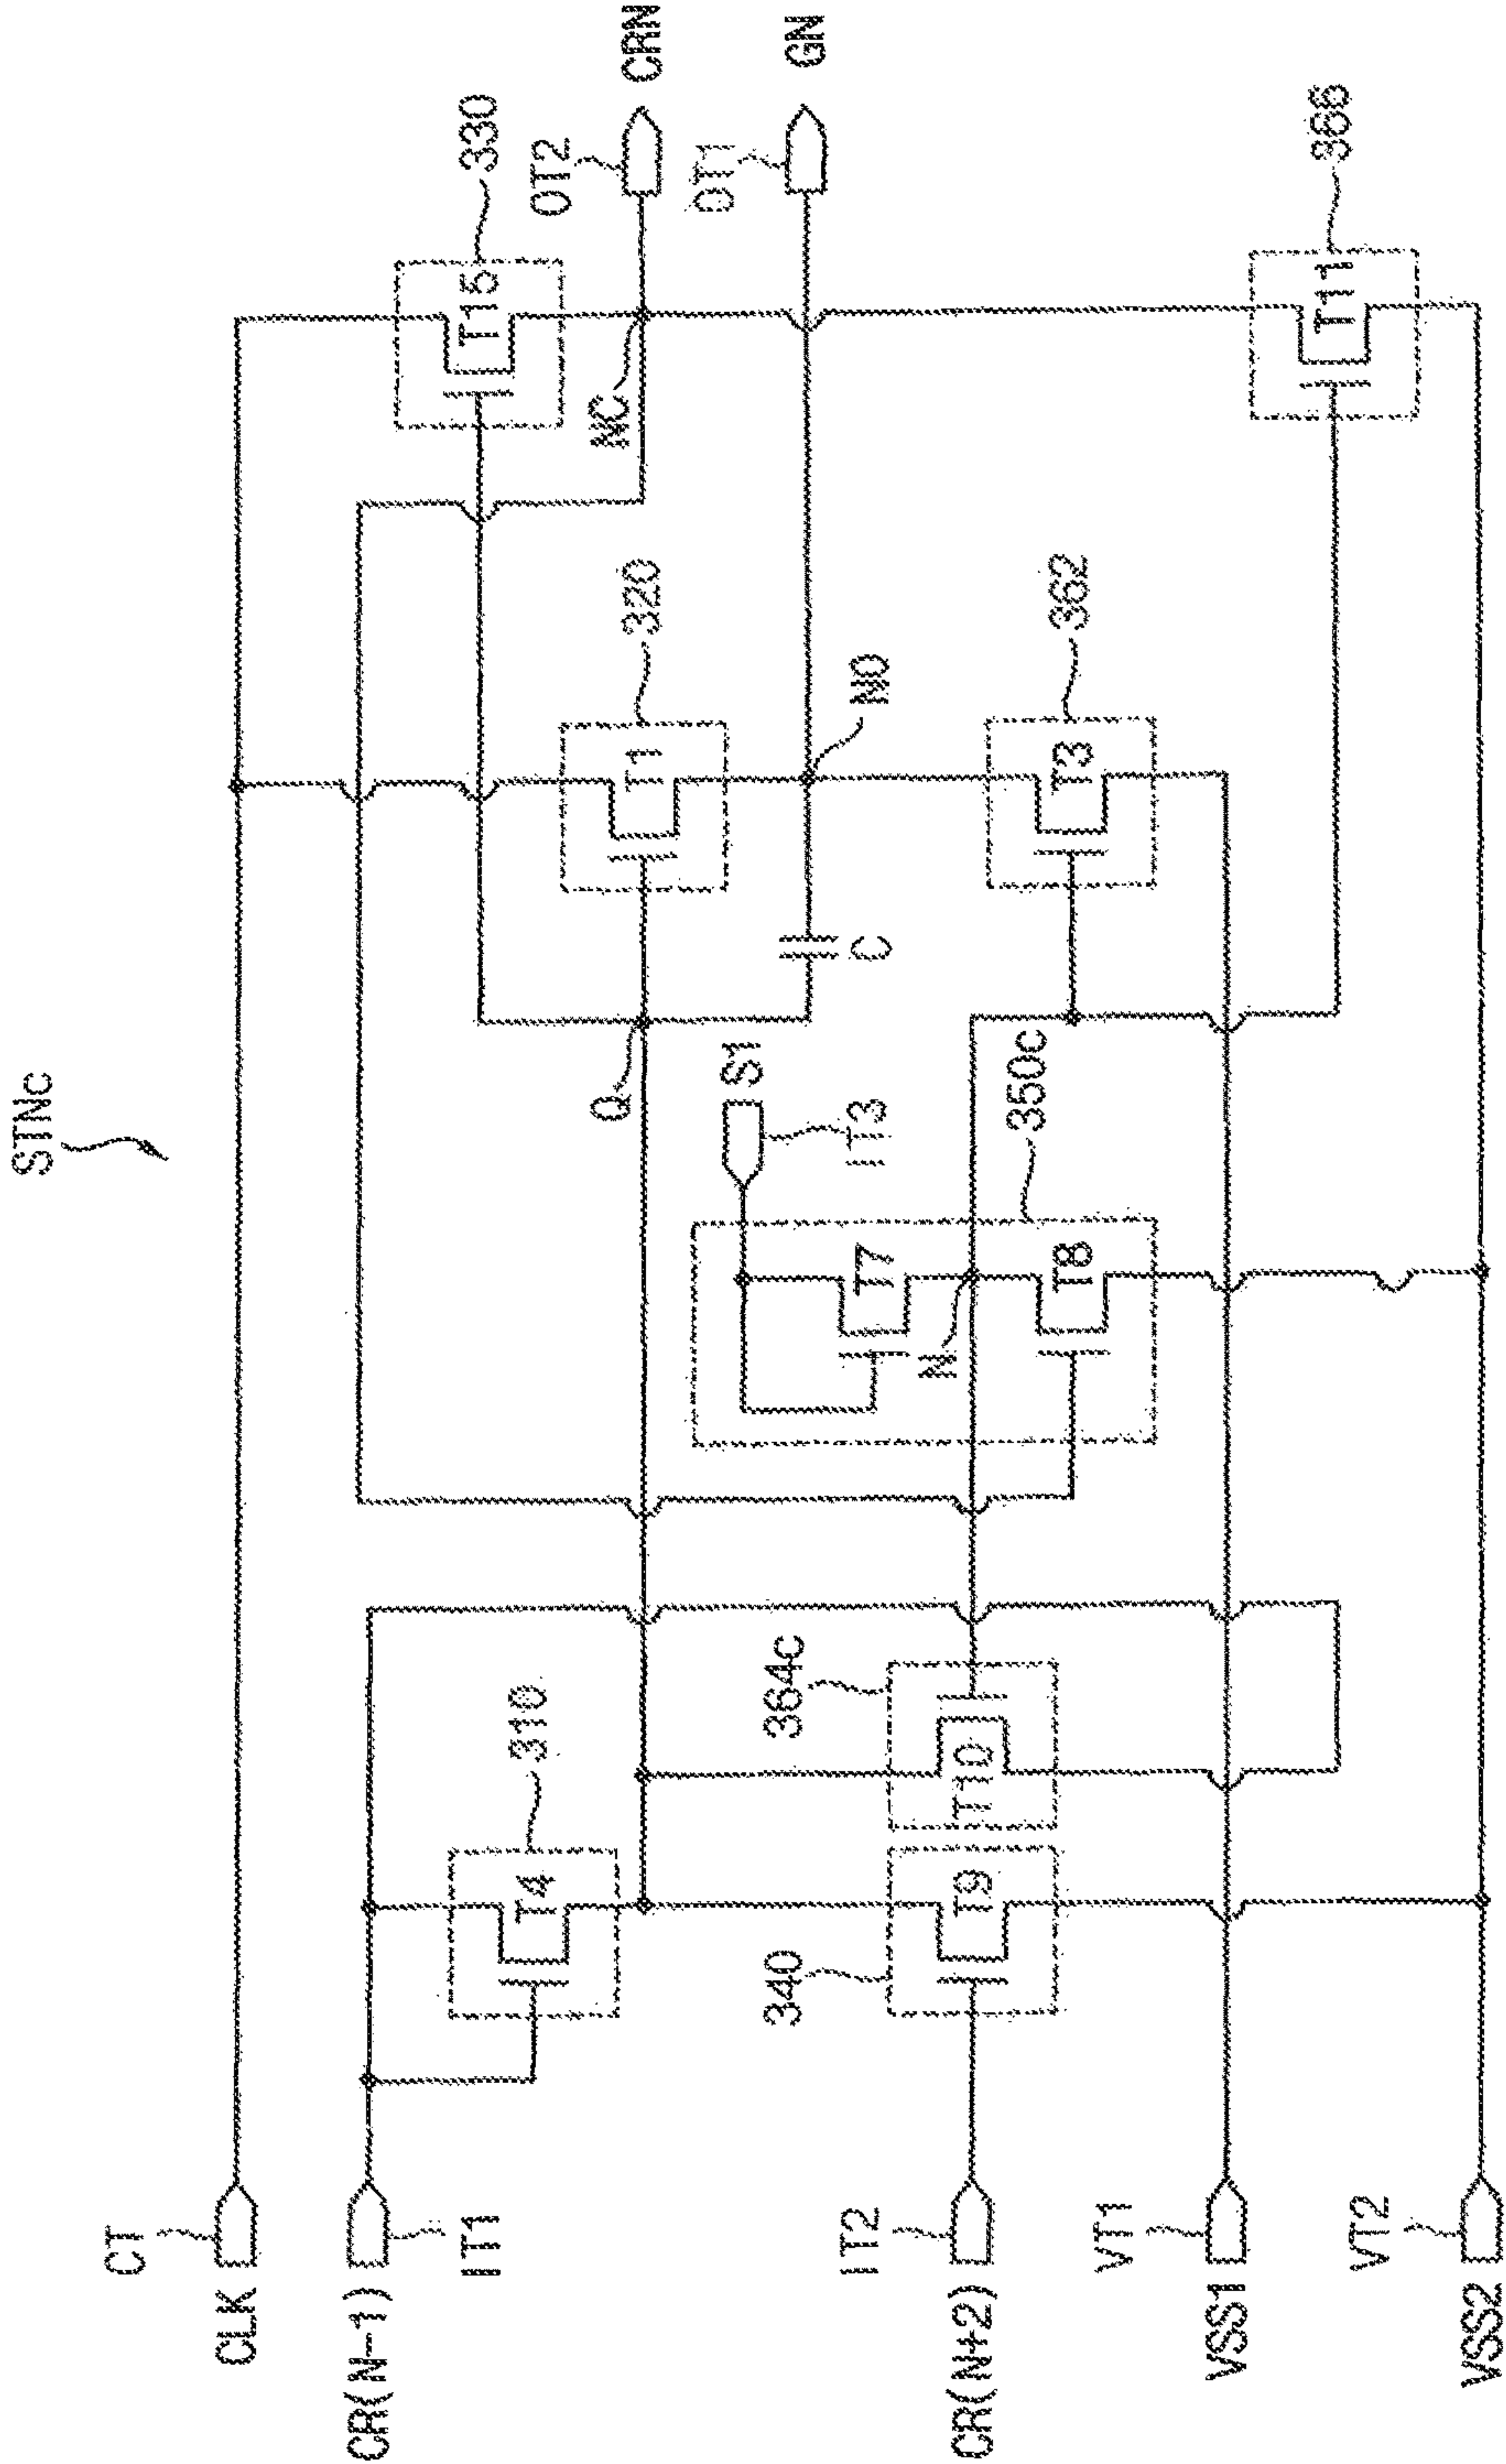 STNc
CT
CLK
CR(N-1)
IT1
310
T4
340
T9
364c
T10
IT2
CR(N+2)
VT1
VSS1
VT2
VSS2
350c
T7
N
T8
S1
IT3
Q
C
320
T1
NO
362
T3
330
T15
NC
OT2
CRN
OT1
GN
366
T11